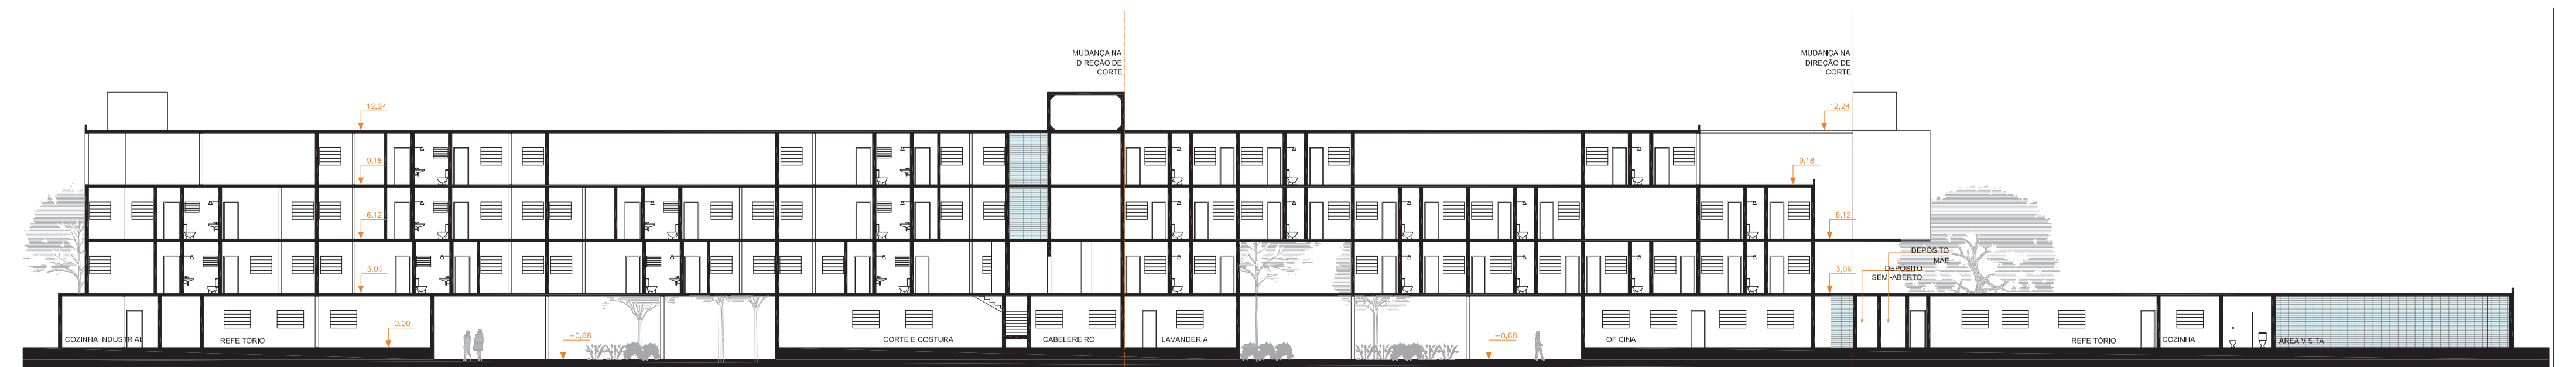 MUDANÇA NA
DIREÇÃO DE
CORTE
MUDANÇA NA
DIREÇÃO DE
CORTE
12,24
12,24
9,18
9,18
6,12
6,12
DEPÓSITO
MÃE
3,06
3,06
DEPÓSITO
SEMI-ABERTO
0.00
-0,68
-0,68
COZINHA INDUSTRIAL
REFEITÓRIO
CORTE E COSTURA
CABELEREIRO
LAVANDERIA
OFICINA
REFEITÓRIO
COZINHA
ÁREA VISITA